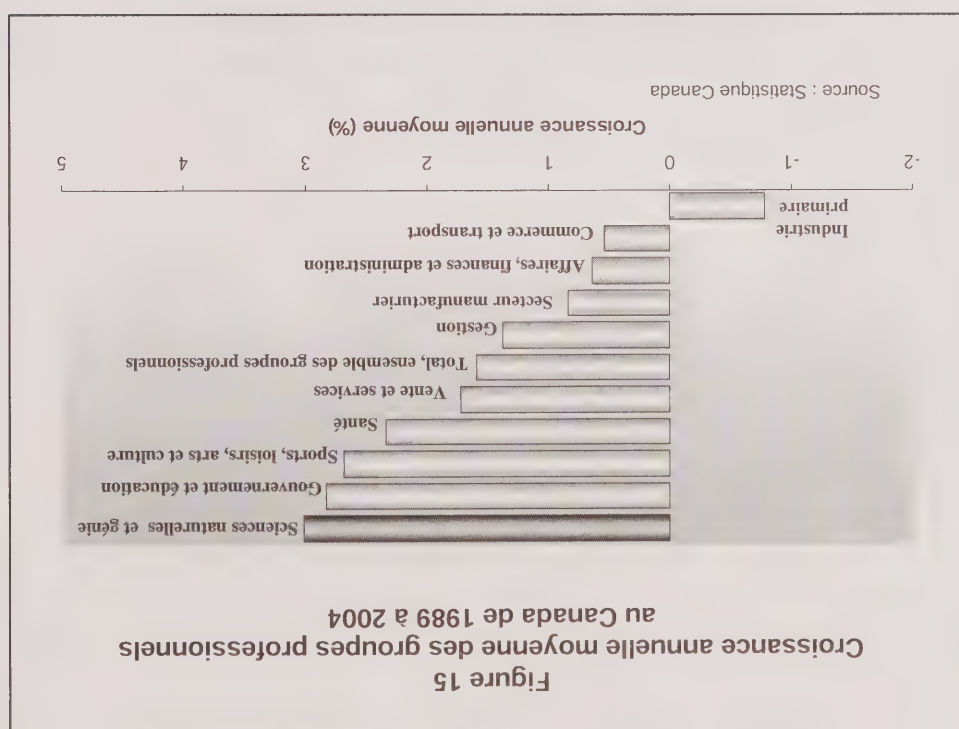 Figure 15
Croissance annuelle moyenne des groupes professionnels
au Canada de 1989 à 2004
Sciences naturelles et génie
Gouvernement et éducation
Sports, loisirs, arts et culture
Santé
Vente et services
Total, ensemble des groupes professionnels
Gestion
Secteur manufacturier
Affaires, finances et administration
Commerce et transport
Industrie
primaire
-2 -1 0 1 2 3 4 5
Croissance annuelle moyenne (%)
Source : Statistique Canada